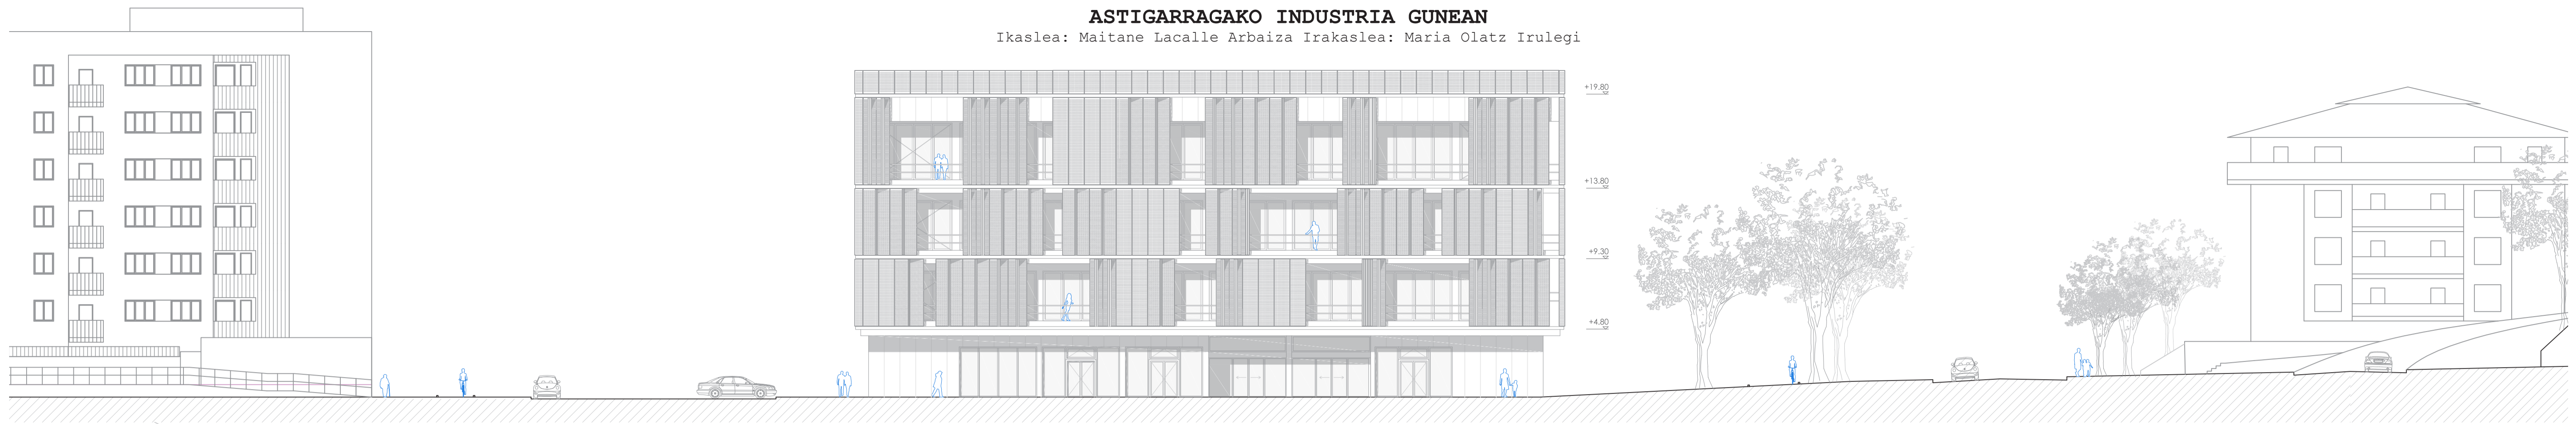 ASTIGARRAGAKO INDUSTRIA GUNEAN
Ikaslea: Maitane Lacalle Arbaiza Irakaslea: Maria Olatz Irulegi
+19.80
+13.80
+9.30
+4.80